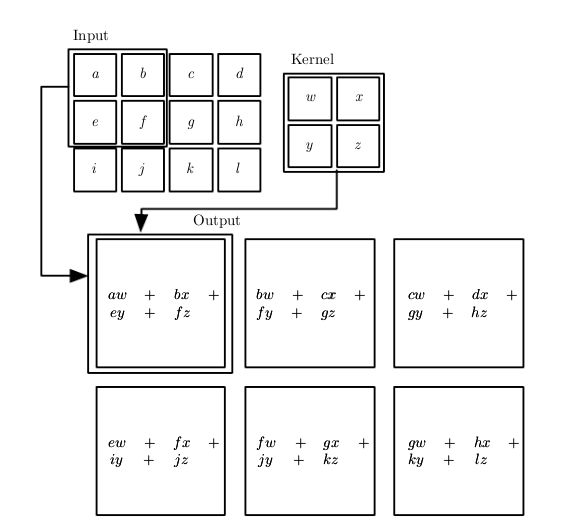 Input
Kernel
a b c d
w x
e f g h
y z
i j k l
Output
aw + bx +
ey + fz
bw + cx +
fy + gz
cw + dx +
gy + hz
ew + fx +
iy + jz
fw + gx +
jy + kz
gw + hx +
ky + lz